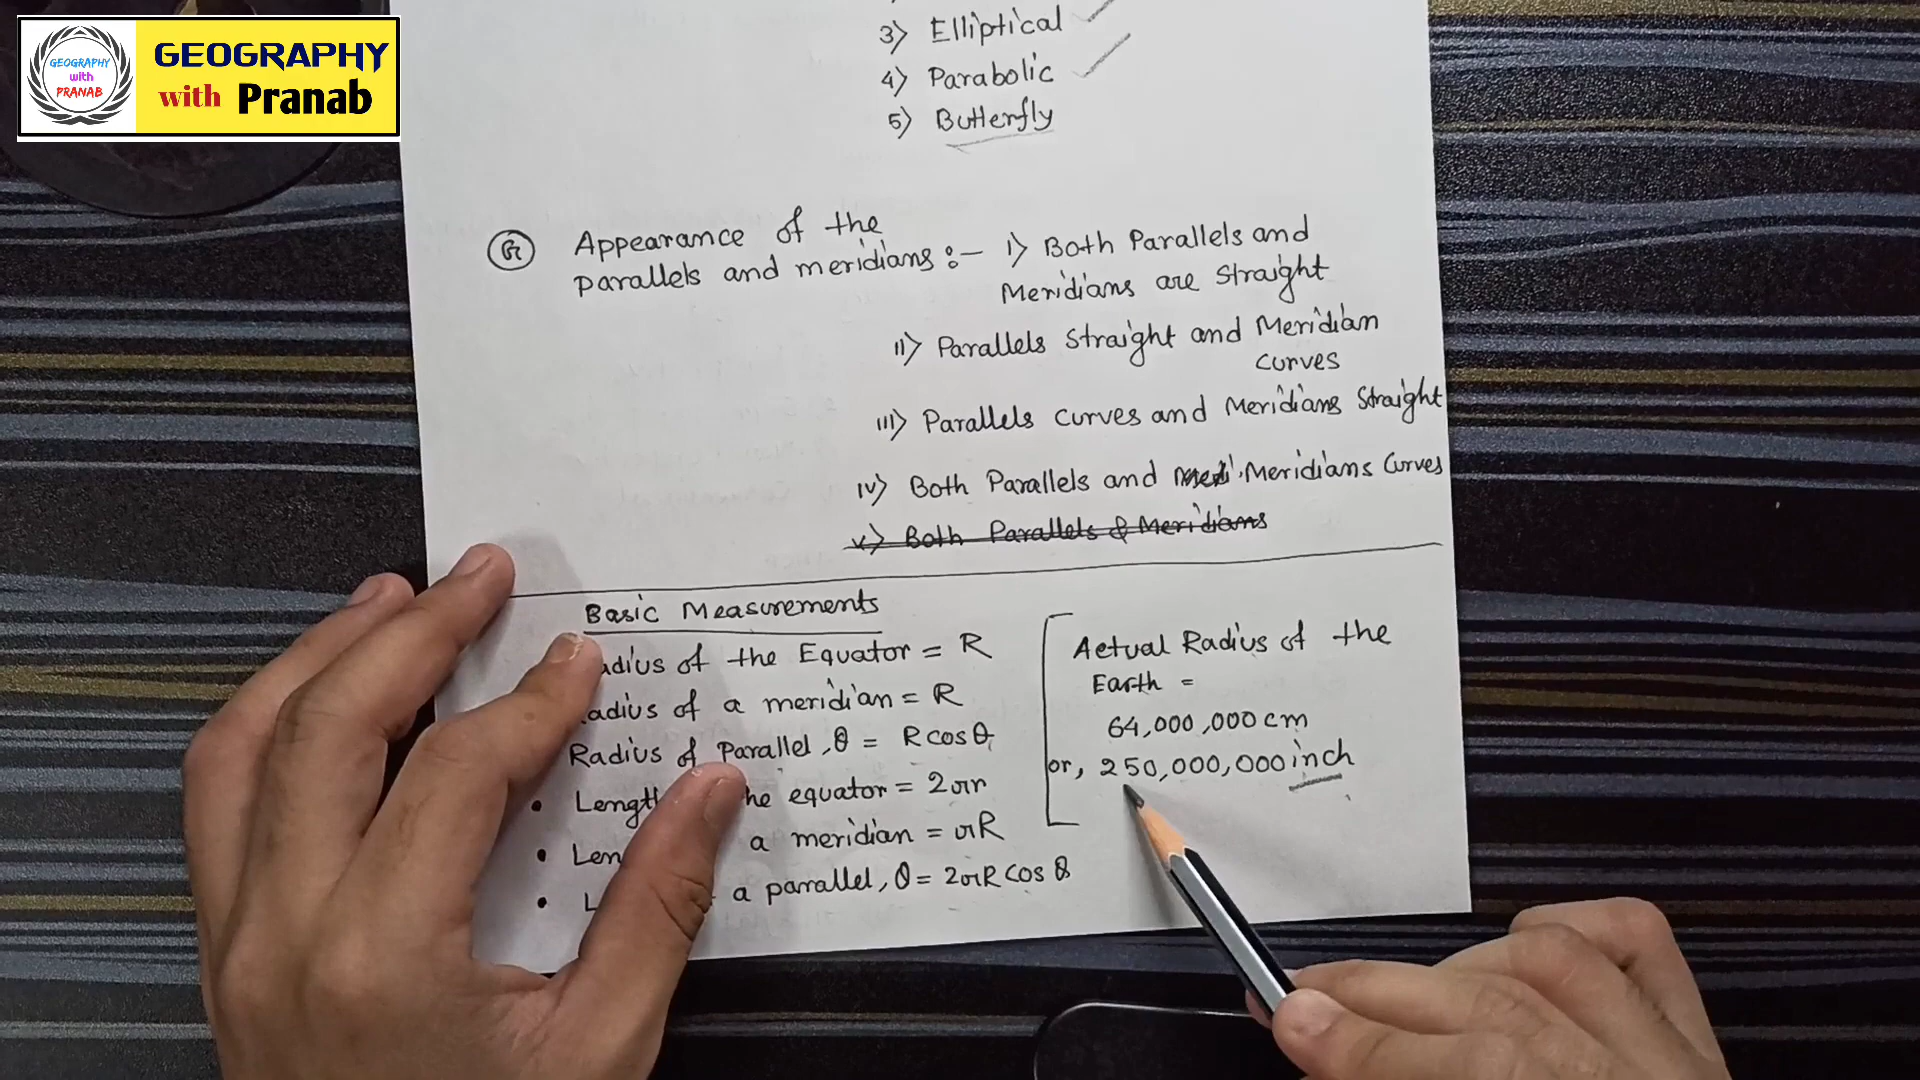 GEOGRAPHY
with
PRANAB
GEOGRAPHY
with Pranab
3) Elliptical
4) Parabolic
5) Butterfly
Appearance of the
parallels and meridians :- i) Both Parallels and
Meridians are Straight
ii) Parallels Straight and Meridian
curves
iii) Parallels curves and Meridians Straight
iv) Both Parallels and Meridians Curves
v) Both Parallels & Meridians
Basic Measurements
adius of the Equator = R
adius of a meridian = R
Radius of Parallel, θ = R cos θ
• Length he equator = 2πr
• Len a meridian = πR
• L a parallel, θ = 2πR cos θ
Actual Radius of the
Earth =
64,000,000 cm
or, 250,000,000 inch